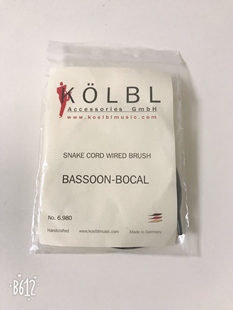 KÖLBL
Accessories GmbH
www.koelblmusic.com
SNAKE CORD WIRED BRUSH
BASSOON-BOCAL
No. 6.980
Handcrafted www.koelblmusic.com Made in Germany
B612